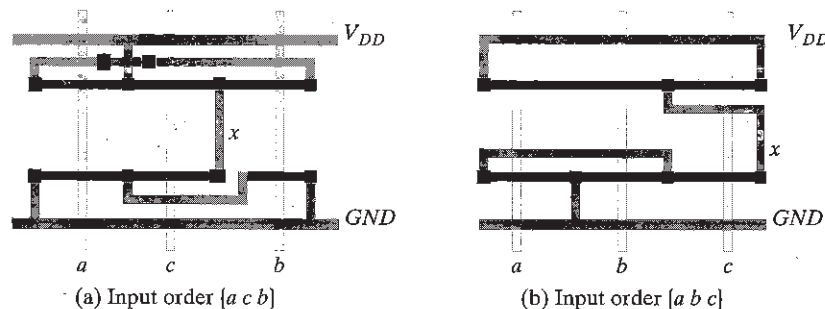 V_DD
x
GND
a c b
(a) Input order {a c b}
V_DD
x
GND
a b c
(b) Input order {a b c}